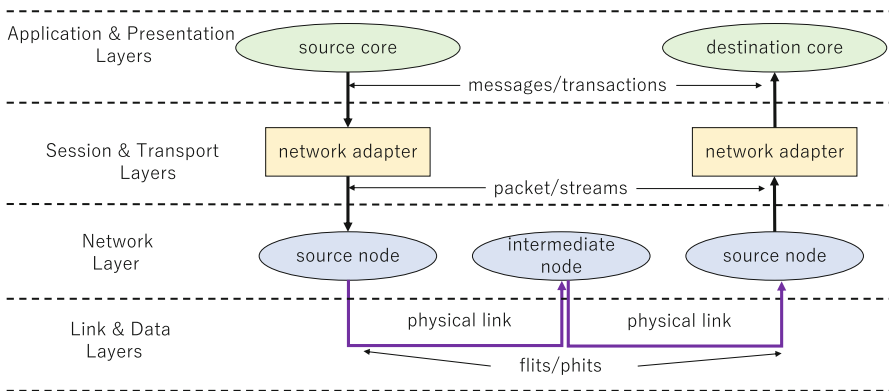 Application & Presentation
Layers
source core
destination core
messages/transactions
Session & Transport
Layers
network adapter
network adapter
packet/streams
Network
Layer
source node
intermediate
node
source node
Link & Data
Layers
physical link
physical link
flits/phits